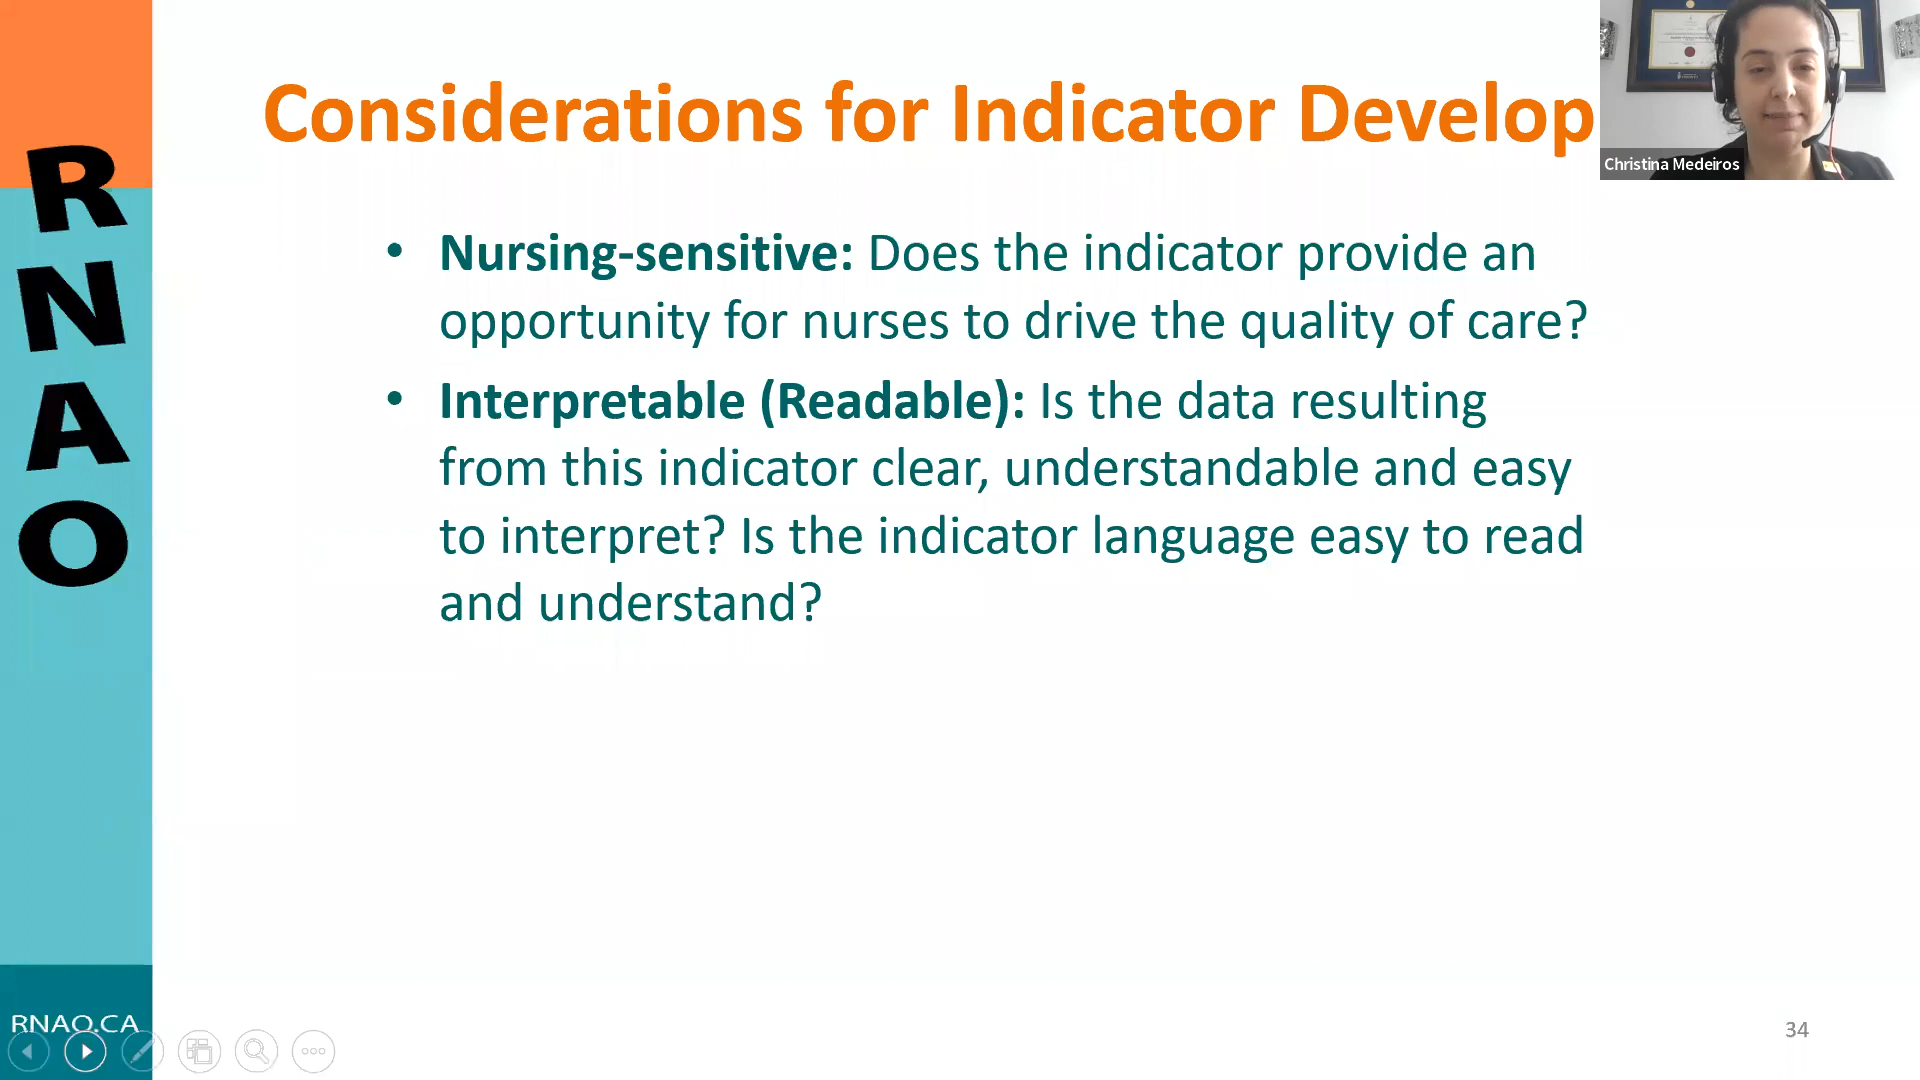 Considerations for Indicator Develop
Christina Medeiros
R
N
A
O
• Nursing-sensitive: Does the indicator provide an
opportunity for nurses to drive the quality of care?
• Interpretable (Readable): Is the data resulting
from this indicator clear, understandable and easy
to interpret? Is the indicator language easy to read
and understand?
RNAO.CA
34